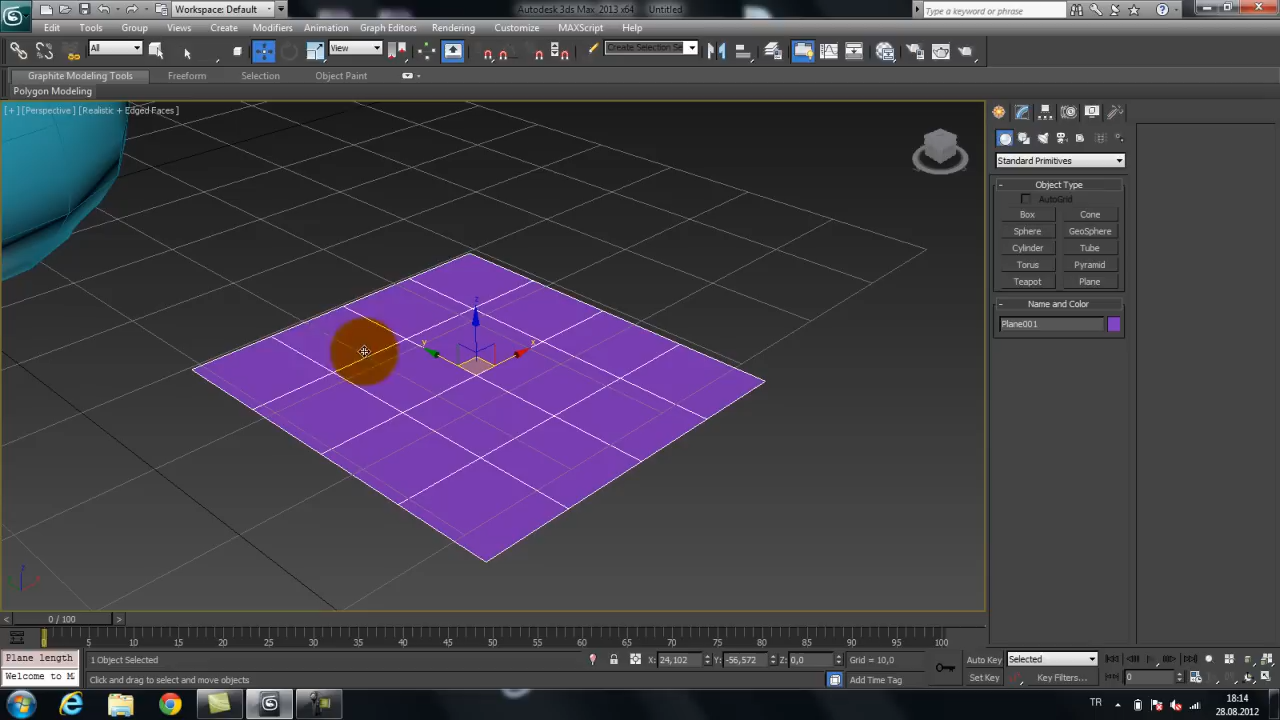 Workspace: Default
Autodesk 3ds Max 2013 x64
Untitled
Type a keyword or phrase
Edit Tools Group Views Create Modifiers Animation Graph Editors Rendering Customize MAXScript Help
All
View
Create Selection Se
Graphite Modeling Tools Freeform Selection Object Paint
Polygon Modeling
[ + ] [Perspective ] [Realistic + Edged Faces ]
Standard Primitives
- Object Type
AutoGrid
Box Cone
Sphere GeoSphere
Cylinder Tube
Torus Pyramid
Teapot Plane
- Name and Color
Plane001
z
y
x
z
< 0 / 100 >
0 5 10 15 20 25 30 35 40 45 50 55 60 65 70 75 80 85 90 95 100
Plane length
1 Object Selected
X: 24,102 Y: -56,572 Z: 0,0
Grid = 10,0
Auto Key
Selected
Welcome to M
Click and drag to select and move objects
Add Time Tag
Set Key
Key Filters...
0
TR
18:14
28.08.2012